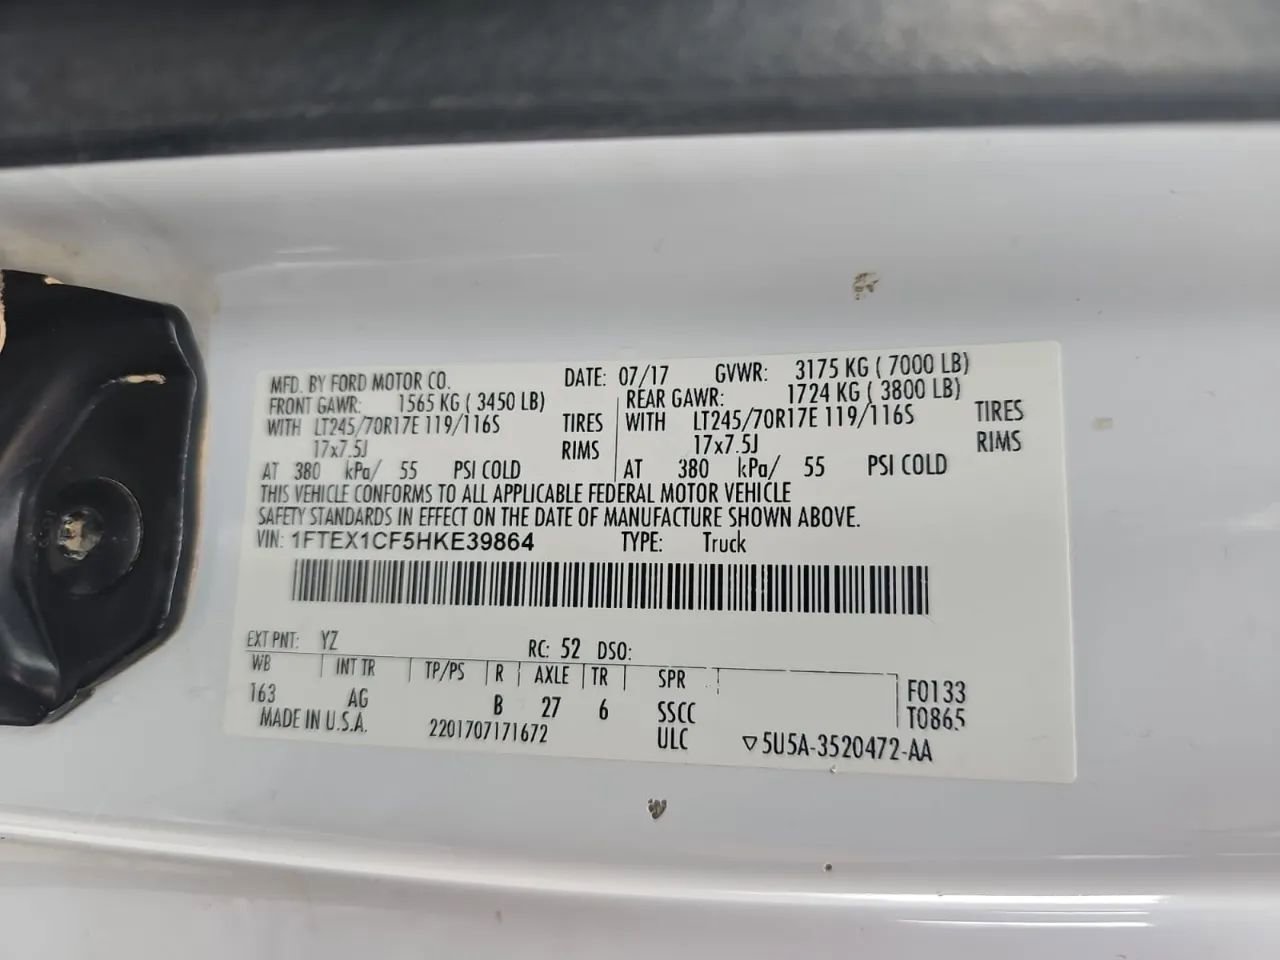 MFD. BY FORD MOTOR CO. DATE: 07/17 GVWR: 3175 KG ( 7000 LB)
FRONT GAWR: 1565 KG ( 3450 LB) REAR GAWR: 1724 KG ( 3800 LB)
WITH LT245/70R17E 119/116S TIRES WITH LT245/70R17E 119/116S TIRES
17x7.5J RIMS 17x7.5J RIMS
AT 380 kPa/ 55 PSI COLD AT 380 kPa/ 55 PSI COLD
THIS VEHICLE CONFORMS TO ALL APPLICABLE FEDERAL MOTOR VEHICLE
SAFETY STANDARDS IN EFFECT ON THE DATE OF MANUFACTURE SHOWN ABOVE.
VIN: 1FTEX1CF5HKE39864 TYPE: Truck
EXT PNT: YZ RC: 52 DSO:
WB INT TR TP/PS R AXLE TR SPR F0133
163 AG B 27 6 SSCC T0865
MADE IN U.S.A. 2201707171672 ULC ▽5U5A-3520472-AA